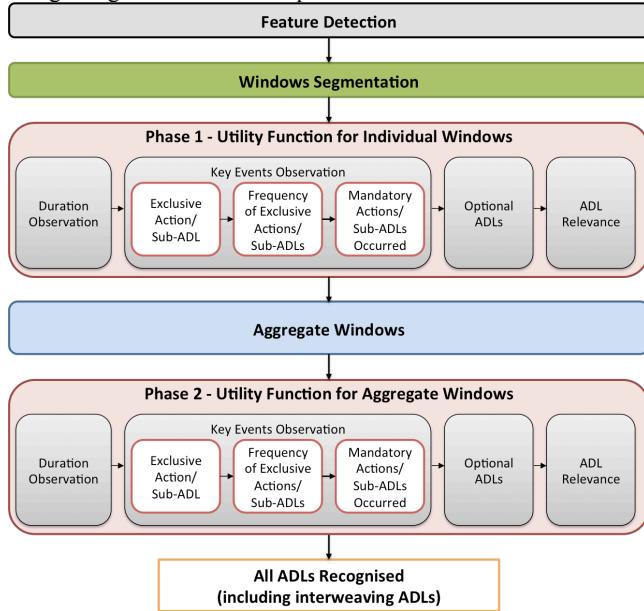 Feature Detection
Windows Segmentation
Phase 1 - Utility Function for Individual Windows
Key Events Observation
Duration
Observation
Exclusive
Action/
Sub-ADL
Frequency
of Exclusive
Actions/
Sub-ADLs
Mandatory
Actions/
Sub-ADLs
Occurred
Optional
ADLs
ADL
Relevance
Aggregate Windows
Phase 2 - Utility Function for Aggregate Windows
Key Events Observation
Duration
Observation
Exclusive
Action/
Sub-ADL
Frequency
of Exclusive
Actions/
Sub-ADLs
Mandatory
Actions/
Sub-ADLs
Occurred
Optional
ADLs
ADL
Relevance
All ADLs Recognised
(including interweaving ADLs)